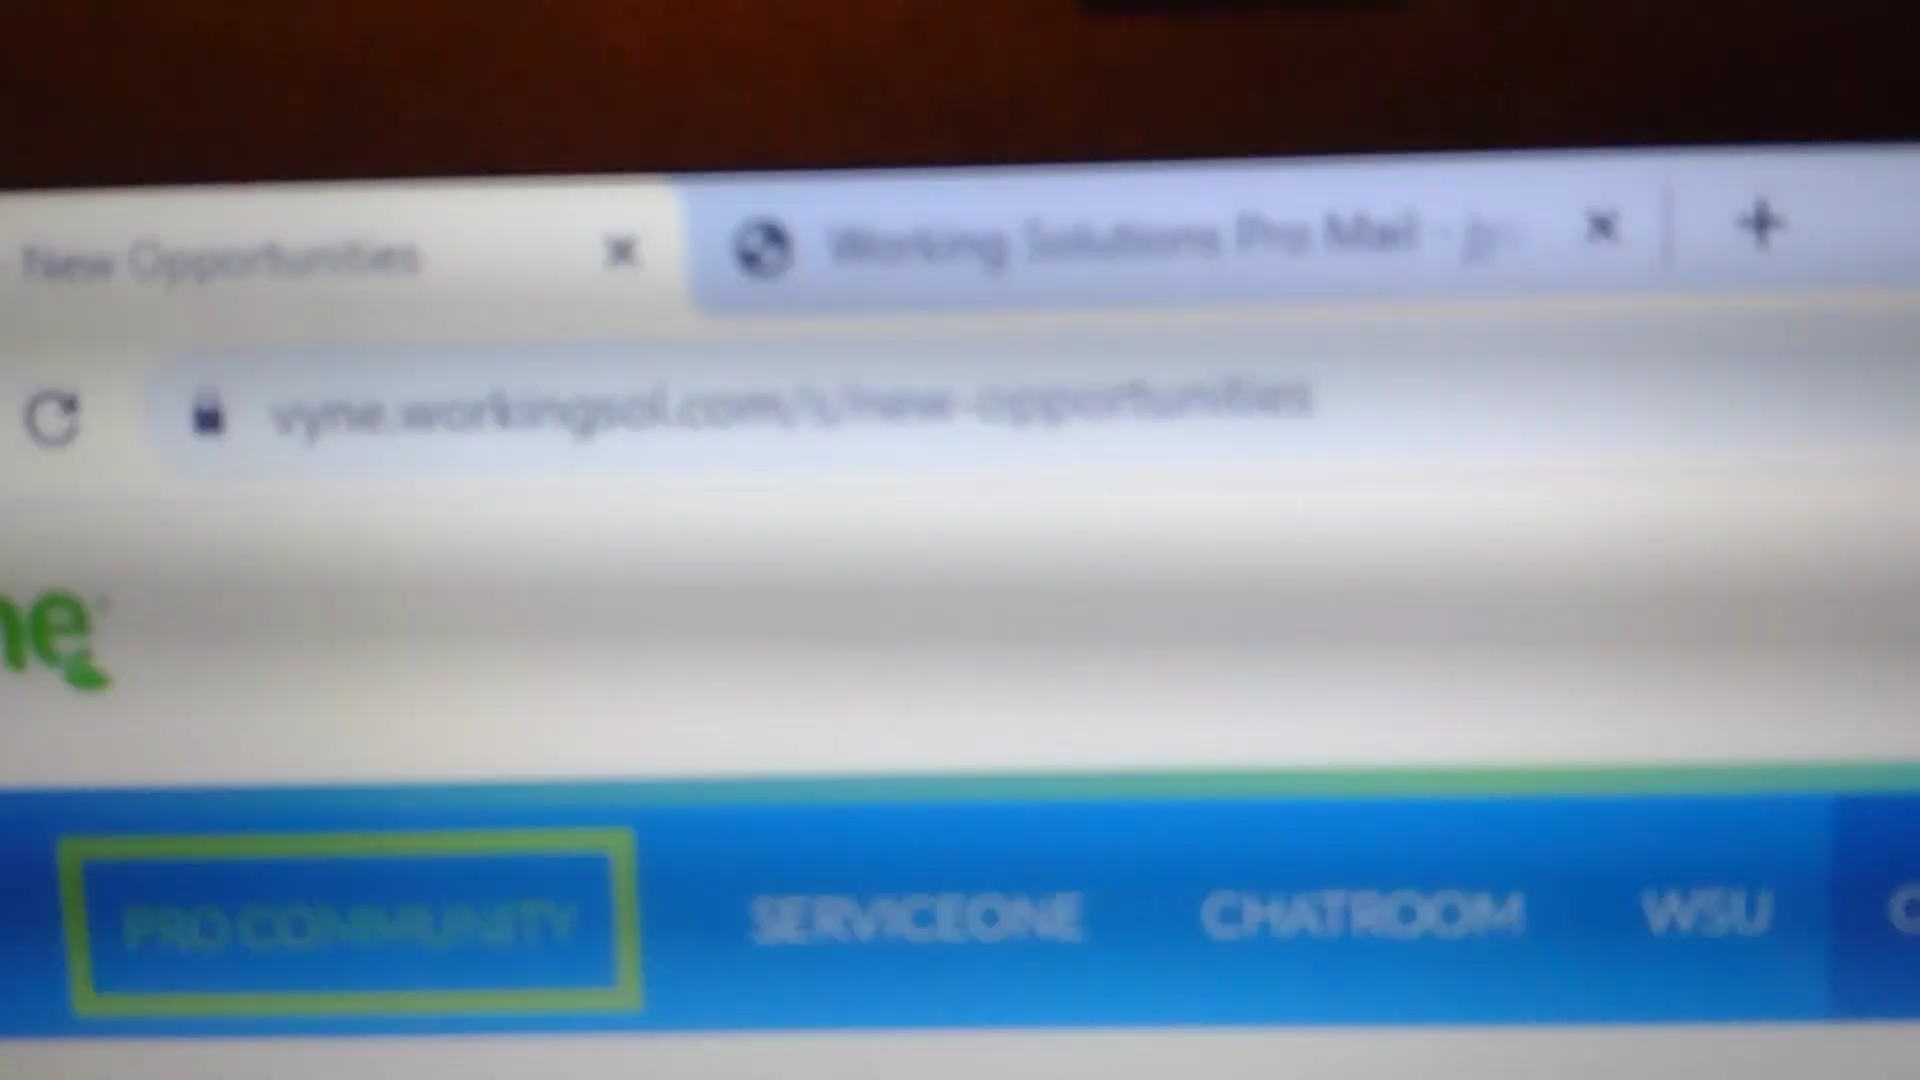 New Opportunities
Working Solutions Pro Mail -
vyne.workingsol.com/s/new-opportunities
ne
PRO COMMUNITY SERVICEONE CHATROOM WSU